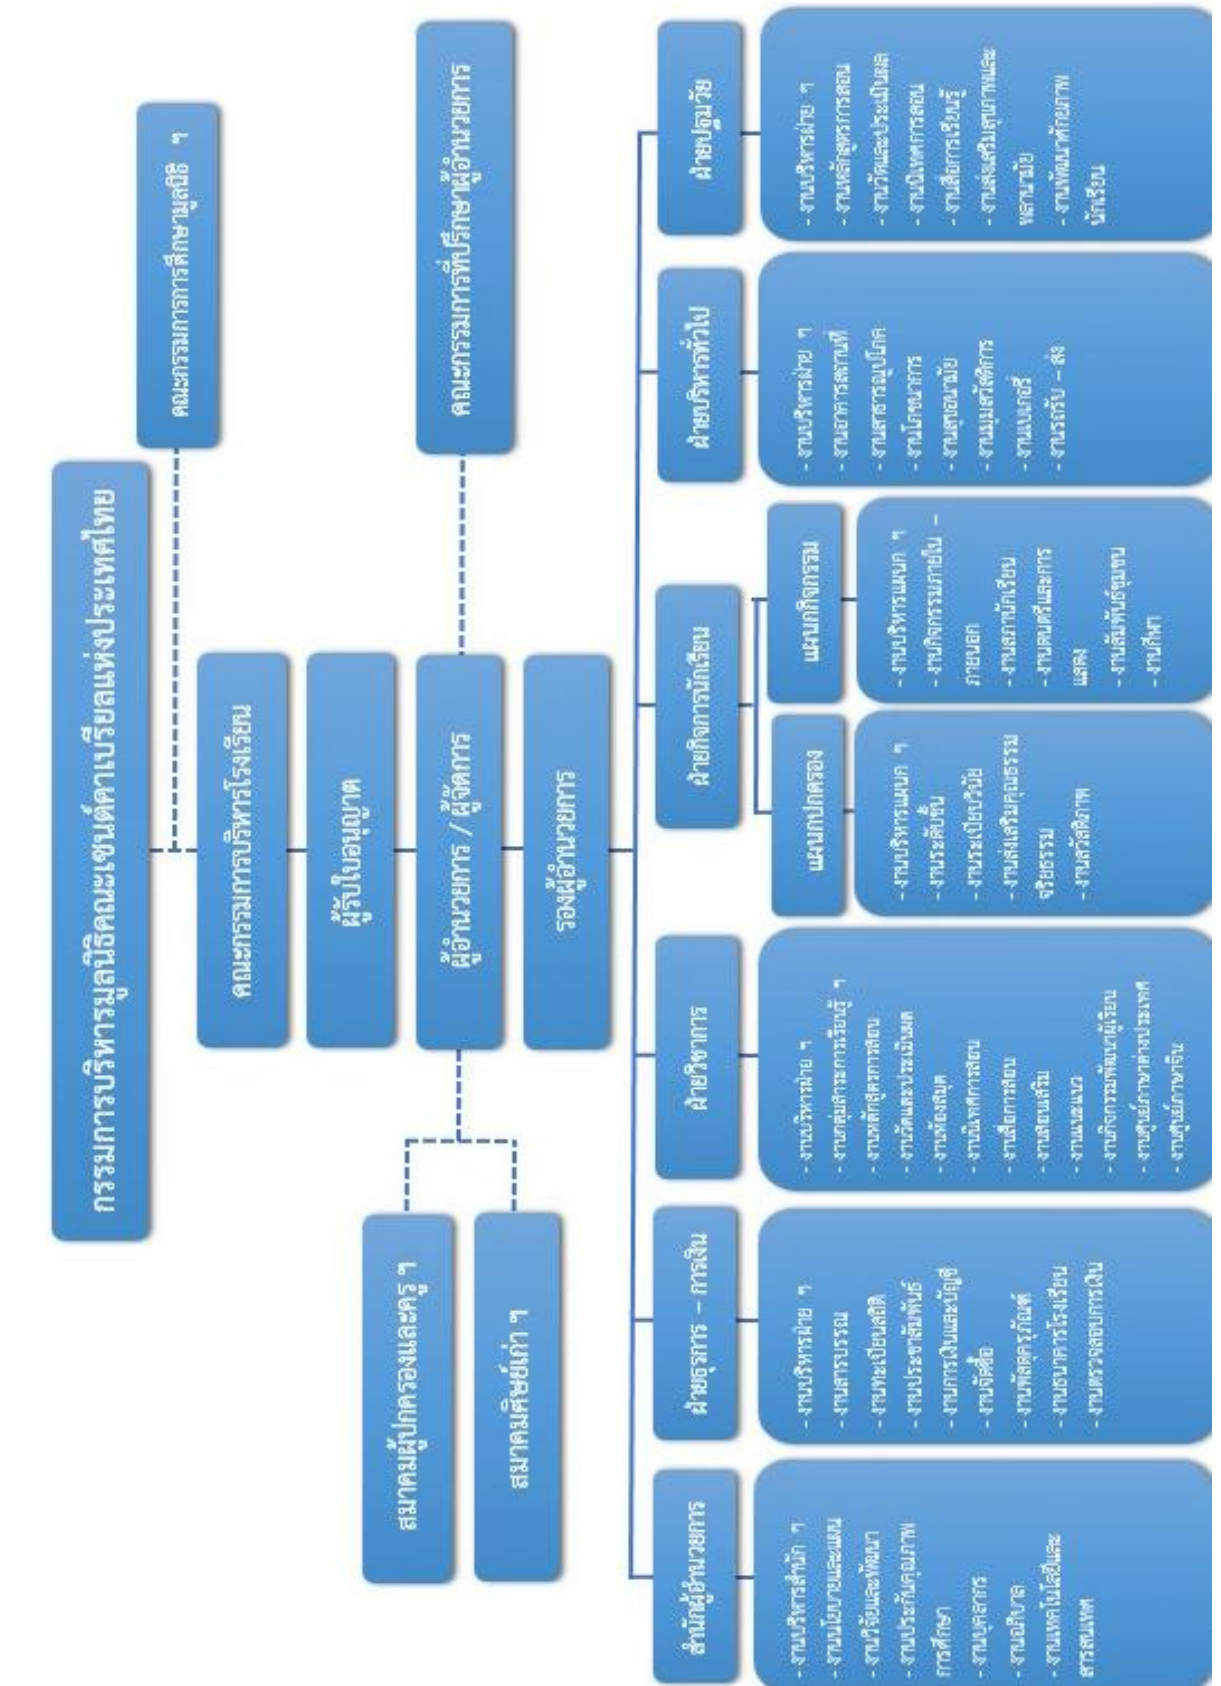 กรรมการบริหารมูลนิธิคณะเซนต์คาเบรียลแห่งประเทศไทย
คณะกรรมการการศึกษามูลนิธิ ฯ
คณะกรรมการบริหารโรงเรียน
ผู้รับใบอนุญาต
ผู้อำนวยการ / ผู้จัดการ
คณะกรรมการที่ปรึกษาผู้อำนวยการ
สมาคมผู้ปกครองและครู ฯ
สมาคมศิษย์เก่า ฯ
รองผู้อำนวยการ
สำนักผู้อำนวยการ
- งานบริหารสำนัก ฯ
- งานนโยบายและแผน
- งานวิจัยและพัฒนา
- งานประกันคุณภาพ
การศึกษา
- งานบุคลากร
- งานอภิบาล
- งานเทคโนโลยีและ
สารสนเทศ
ฝ่ายธุรการ – การเงิน
- งานบริหารฝ่าย ฯ
- งานสารบรรณ
- งานทะเบียนสถิติ
- งานประชาสัมพันธ์
- งานการเงินและบัญชี
- งานจัดซื้อ
- งานพัสดุครุภัณฑ์
- งานธนาคารโรงเรียน
- งานตรวจสอบการเงิน
ฝ่ายวิชาการ
- งานบริหารฝ่าย ฯ
- งานกลุ่มสาระการเรียนรู้ ฯ
- งานหลักสูตรการสอน
- งานวัดและประเมินผล
- งานห้องสมุด
- งานนิเทศการสอน
- งานสื่อการสอน
- งานสอนเสริม
- งานแนะแนว
- งานกิจกรรมพัฒนาผู้เรียน
- งานศูนย์ภาษาต่างประเทศ
- งานศูนย์ภาษาจีน
ฝ่ายกิจการนักเรียน
แผนกปกครอง
- งานบริหารแผนก ฯ
- งานระดับชั้น
- งานระเบียบวินัย
- งานส่งเสริมคุณธรรม
จริยธรรม
- งานสวัสดิภาพ
แผนกกิจกรรม
- งานบริหารแผนก ฯ
- งานกิจกรรมภายใน –
ภายนอก
- งานสภานักเรียน
- งานดนตรีและการ
แสดง
- งานสัมพันธ์ชุมชน
- งานกีฬา
ฝ่ายบริหารทั่วไป
- งานบริหารฝ่าย ฯ
- งานอาคารสถานที่
- งานสาธารณูปโภค
- งานโภชนาการ
- งานสุขอนามัย
- งานมุมสวัสดิการ
- งานเบเกอรี่
- งานรถรับ – ส่ง
ฝ่ายปฐมวัย
- งานบริหารฝ่าย ฯ
- งานหลักสูตรการสอน
- งานวัดและประเมินผล
- งานนิเทศการสอน
- งานสื่อการเรียนรู้
- งานส่งเสริมสุขภาพและ
พลานามัย
- งานพัฒนาศักยภาพ
นักเรียน